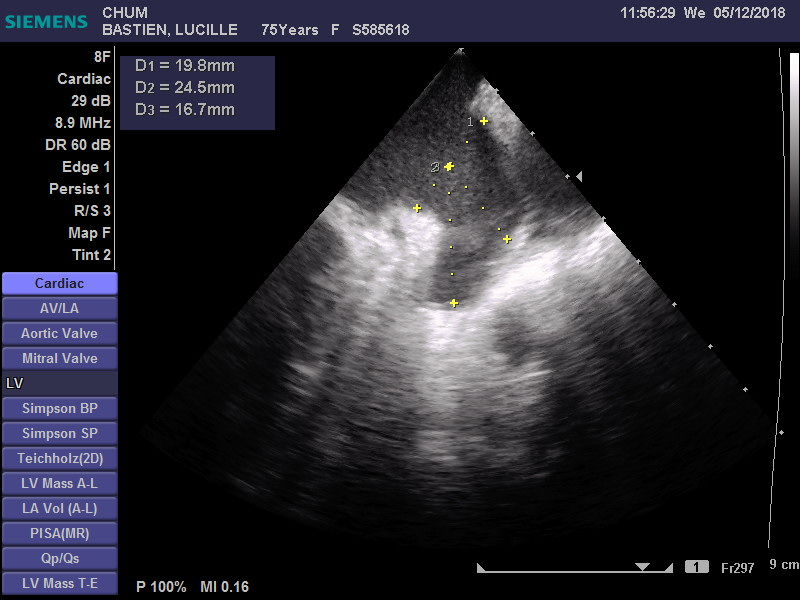 SIEMENS
CHUM
BASTIEN, LUCILLE 75Years F S585618
11:56:29 We 05/12/2018
8F
Cardiac
29 dB
8.9 MHz
DR 60 dB
Edge 1
Persist 1
R/S 3
Map F
Tint 2
D1 = 19.8mm
D2 = 24.5mm
D3 = 16.7mm
1
Cardiac
AV/LA
Aortic Valve
Mitral Valve
LV
Simpson BP
Simpson SP
Teichholz(2D)
LV Mass A-L
LA Vol (A-L)
PISA(MR)
Qp/Qs
LV Mass T-E
P 100% MI 0.16
1 Fr297 9 cm